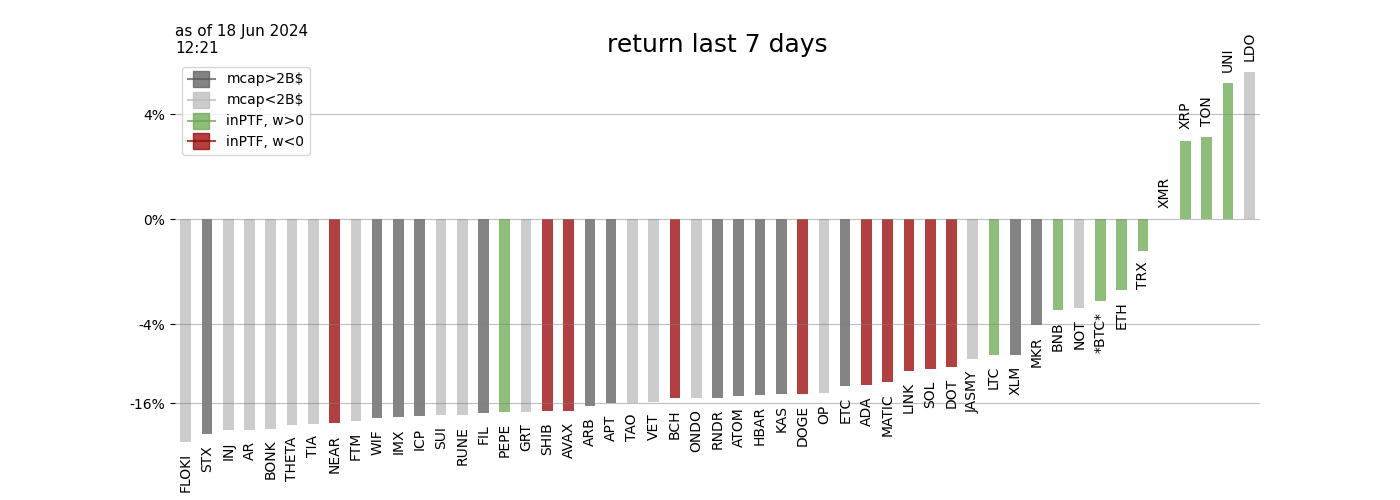 as of 18 Jun 2024
12:21
return last 7 days
mcap>2B$
mcap<2B$
inPTF, w>0
inPTF, w<0
4%
0%
-4%
-16%
FLOKI
STX
INJ
AR
BONK
THETA
TIA
NEAR
FTM
WIF
IMX
ICP
SUI
RUNE
FIL
PEPE
GRT
SHIB
AVAX
ARB
APT
TAO
VET
BCH
ONDO
RNDR
ATOM
HBAR
KAS
DOGE
OP
ETC
ADA
MATIC
LINK
SOL
DOT
JASMY
LTC
XLM
MKR
BNB
NOT
*BTC*
ETH
TRX
XMR
XRP
TON
UNI
LDO